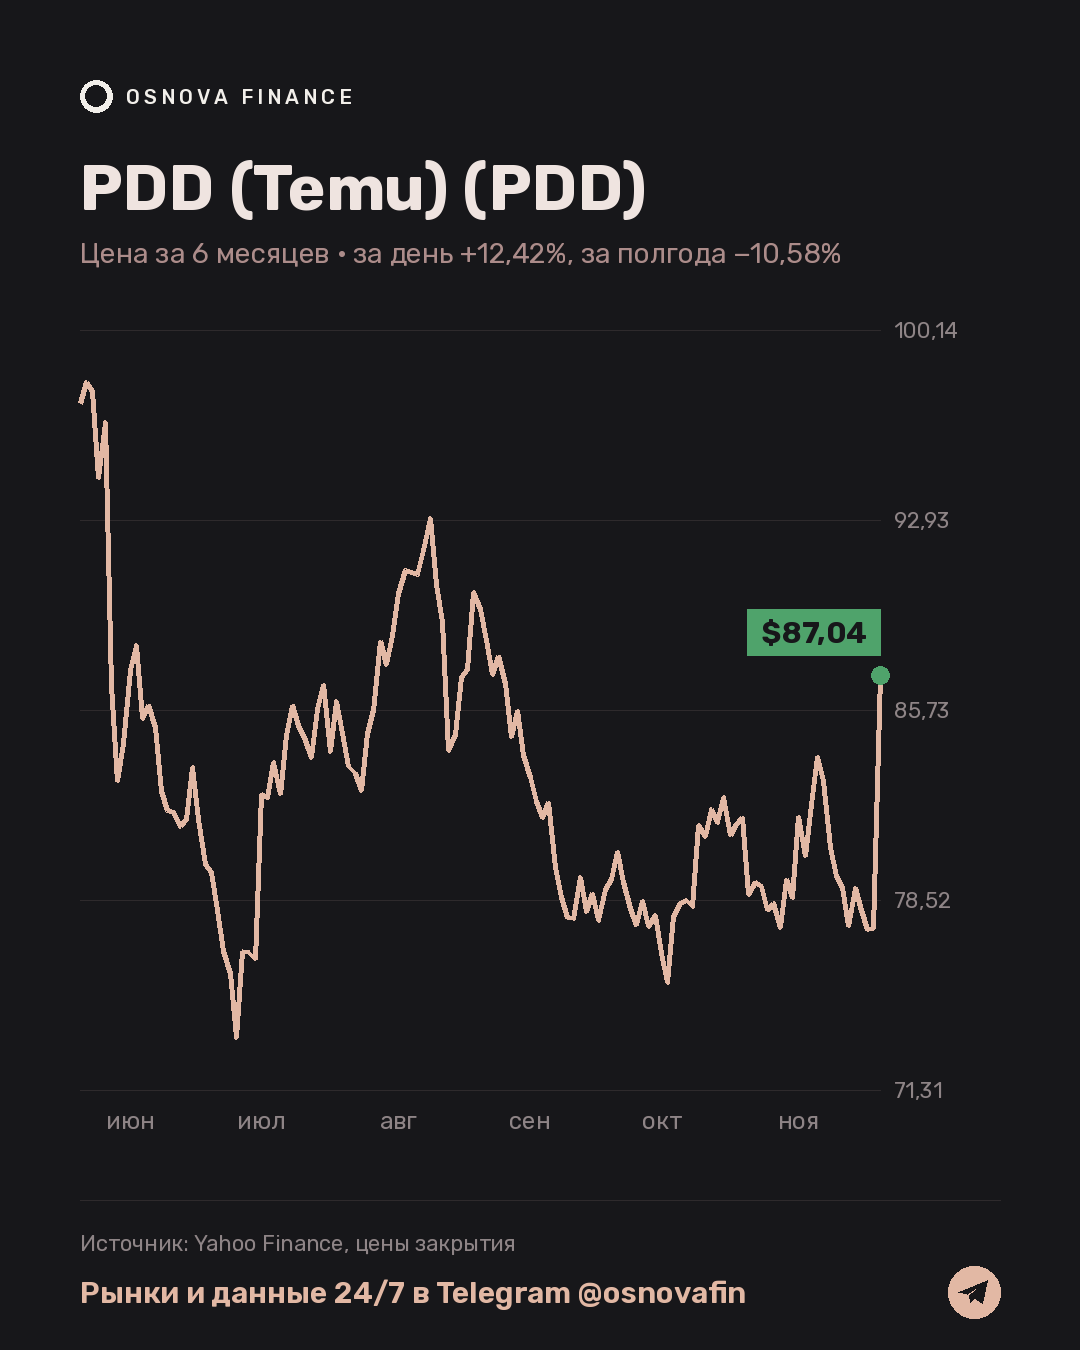 OSNOVA FINANCE
PDD (Temu) (PDD)
Цена за 6 месяцев • за день +12,42%, за полгода −10,58%
100,14
92,93
$87,04
85,73
78,52
71,31
июн июл авг сен окт ноя
Источник: Yahoo Finance, цены закрытия
Рынки и данные 24/7 в Telegram @osnovafin